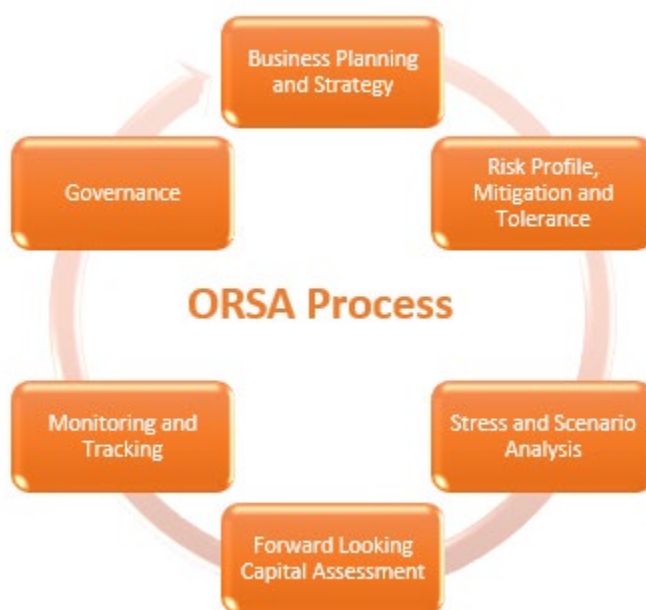 Business Planning
and Strategy
Risk Profile,
Mitigation and
Tolerance
Stress and Scenario
Analysis
Forward Looking
Capital Assessment
Monitoring and
Tracking
Governance
ORSA Process